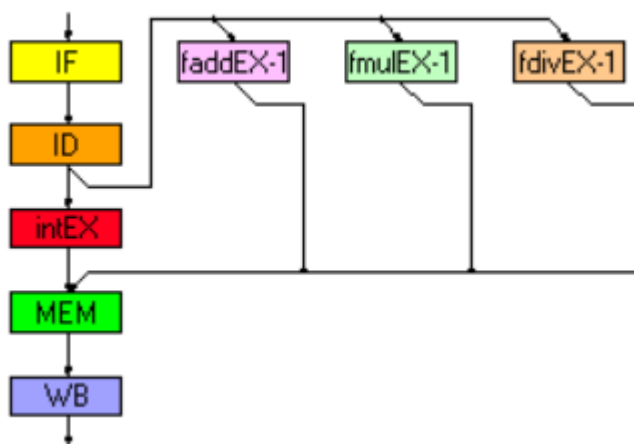 IF
faddEX-1
fmulEX-1
fdivEX-1
ID
intEX
MEM
WB